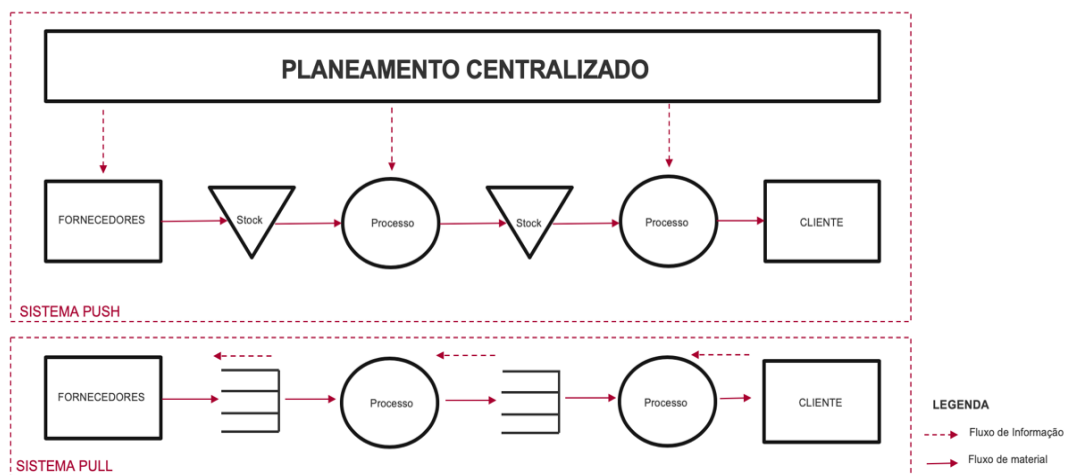 PLANEAMENTO CENTRALIZADO
FORNECEDORES
Stock
Processo
Stock
Processo
CLIENTE
SISTEMA PUSH
FORNECEDORES
Processo
Processo
CLIENTE
SISTEMA PULL
LEGENDA
Fluxo de Informação
Fluxo de material